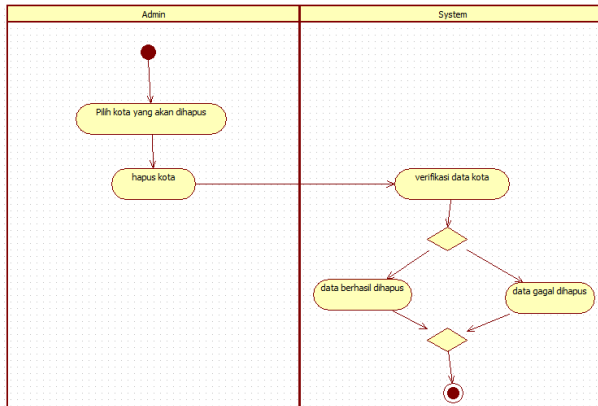 Admin
System
Pilih kota yang akan dihapus
hapus kota
verifikasi data kota
data berhasil dihapus
data gagal dihapus